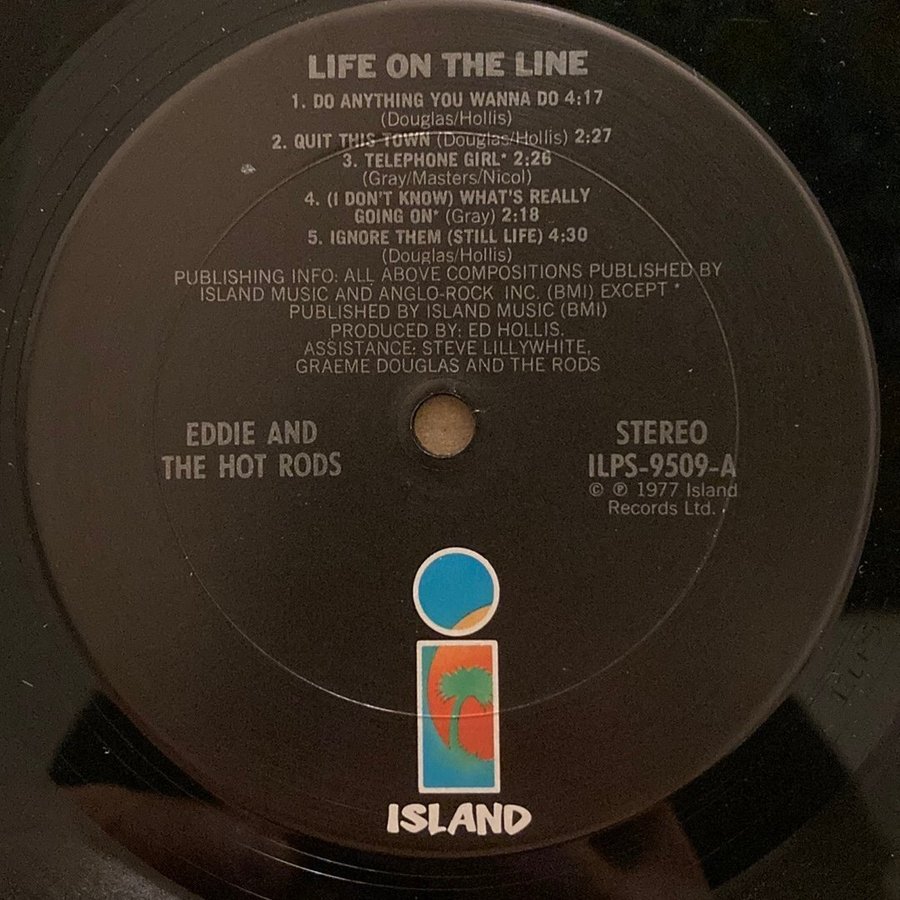 LIFE ON THE LINE
1. DO ANYTHING YOU WANNA DO 4:17
(Douglas/Hollis)
2. QUIT THIS TOWN (Douglas/Hollis) 2:27
3. TELEPHONE GIRL* 2:26
(Gray/Masters/Nicol)
4. (I DON'T KNOW) WHAT'S REALLY
GOING ON* (Gray) 2:18
5. IGNORE THEM (STILL LIFE) 4:30
(Douglas/Hollis)
PUBLISHING INFO: ALL ABOVE COMPOSITIONS PUBLISHED BY
ISLAND MUSIC AND ANGLO-ROCK INC. (BMI) EXCEPT *
PUBLISHED BY ISLAND MUSIC (BMI)
PRODUCED BY: ED HOLLIS.
ASSISTANCE: STEVE LILLYWHITE,
GRAEME DOUGLAS AND THE RODS
EDDIE AND
THE HOT RODS
STEREO
ILPS-9509-A
© ℗ 1977 Island
Records Ltd.
ISLAND